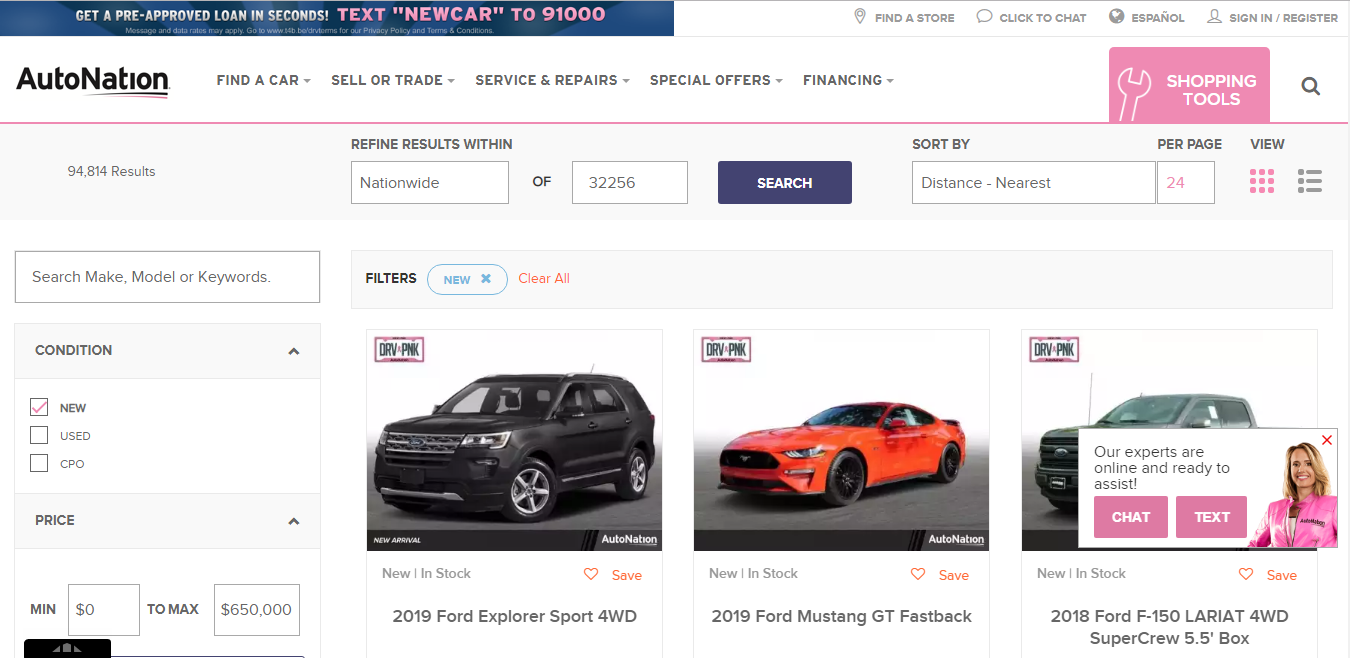 GET A PRE-APPROVED LOAN IN SECONDS! TEXT "NEWCAR" TO 91000
Message and data rates may apply. Go to www.t4b.be/drvterms for our Privacy Policy and Terms & Conditions.
FIND A STORE
CLICK TO CHAT
ESPAÑOL
SIGN IN / REGISTER
AutoNation
FIND A CAR
SELL OR TRADE
SERVICE & REPAIRS
SPECIAL OFFERS
FINANCING
SHOPPING
TOOLS
94,814 Results
REFINE RESULTS WITHIN
Nationwide
OF
32256
SEARCH
SORT BY
Distance - Nearest
PER PAGE
24
VIEW
Search Make, Model or Keywords.
FILTERS
NEW
Clear All
CONDITION
NEW
USED
CPO
PRICE
MIN
$0
TO MAX
$650,000
DRV PNK
NEW ARRIVAL
AutoNation
New | In Stock
Save
2019 Ford Explorer Sport 4WD
DRV PNK
AutoNation
New | In Stock
Save
2019 Ford Mustang GT Fastback
DRV PNK
New | In Stock
Save
2018 Ford F-150 LARIAT 4WD
SuperCrew 5.5' Box
Our experts are
online and ready to
assist!
CHAT
TEXT
AutoNation